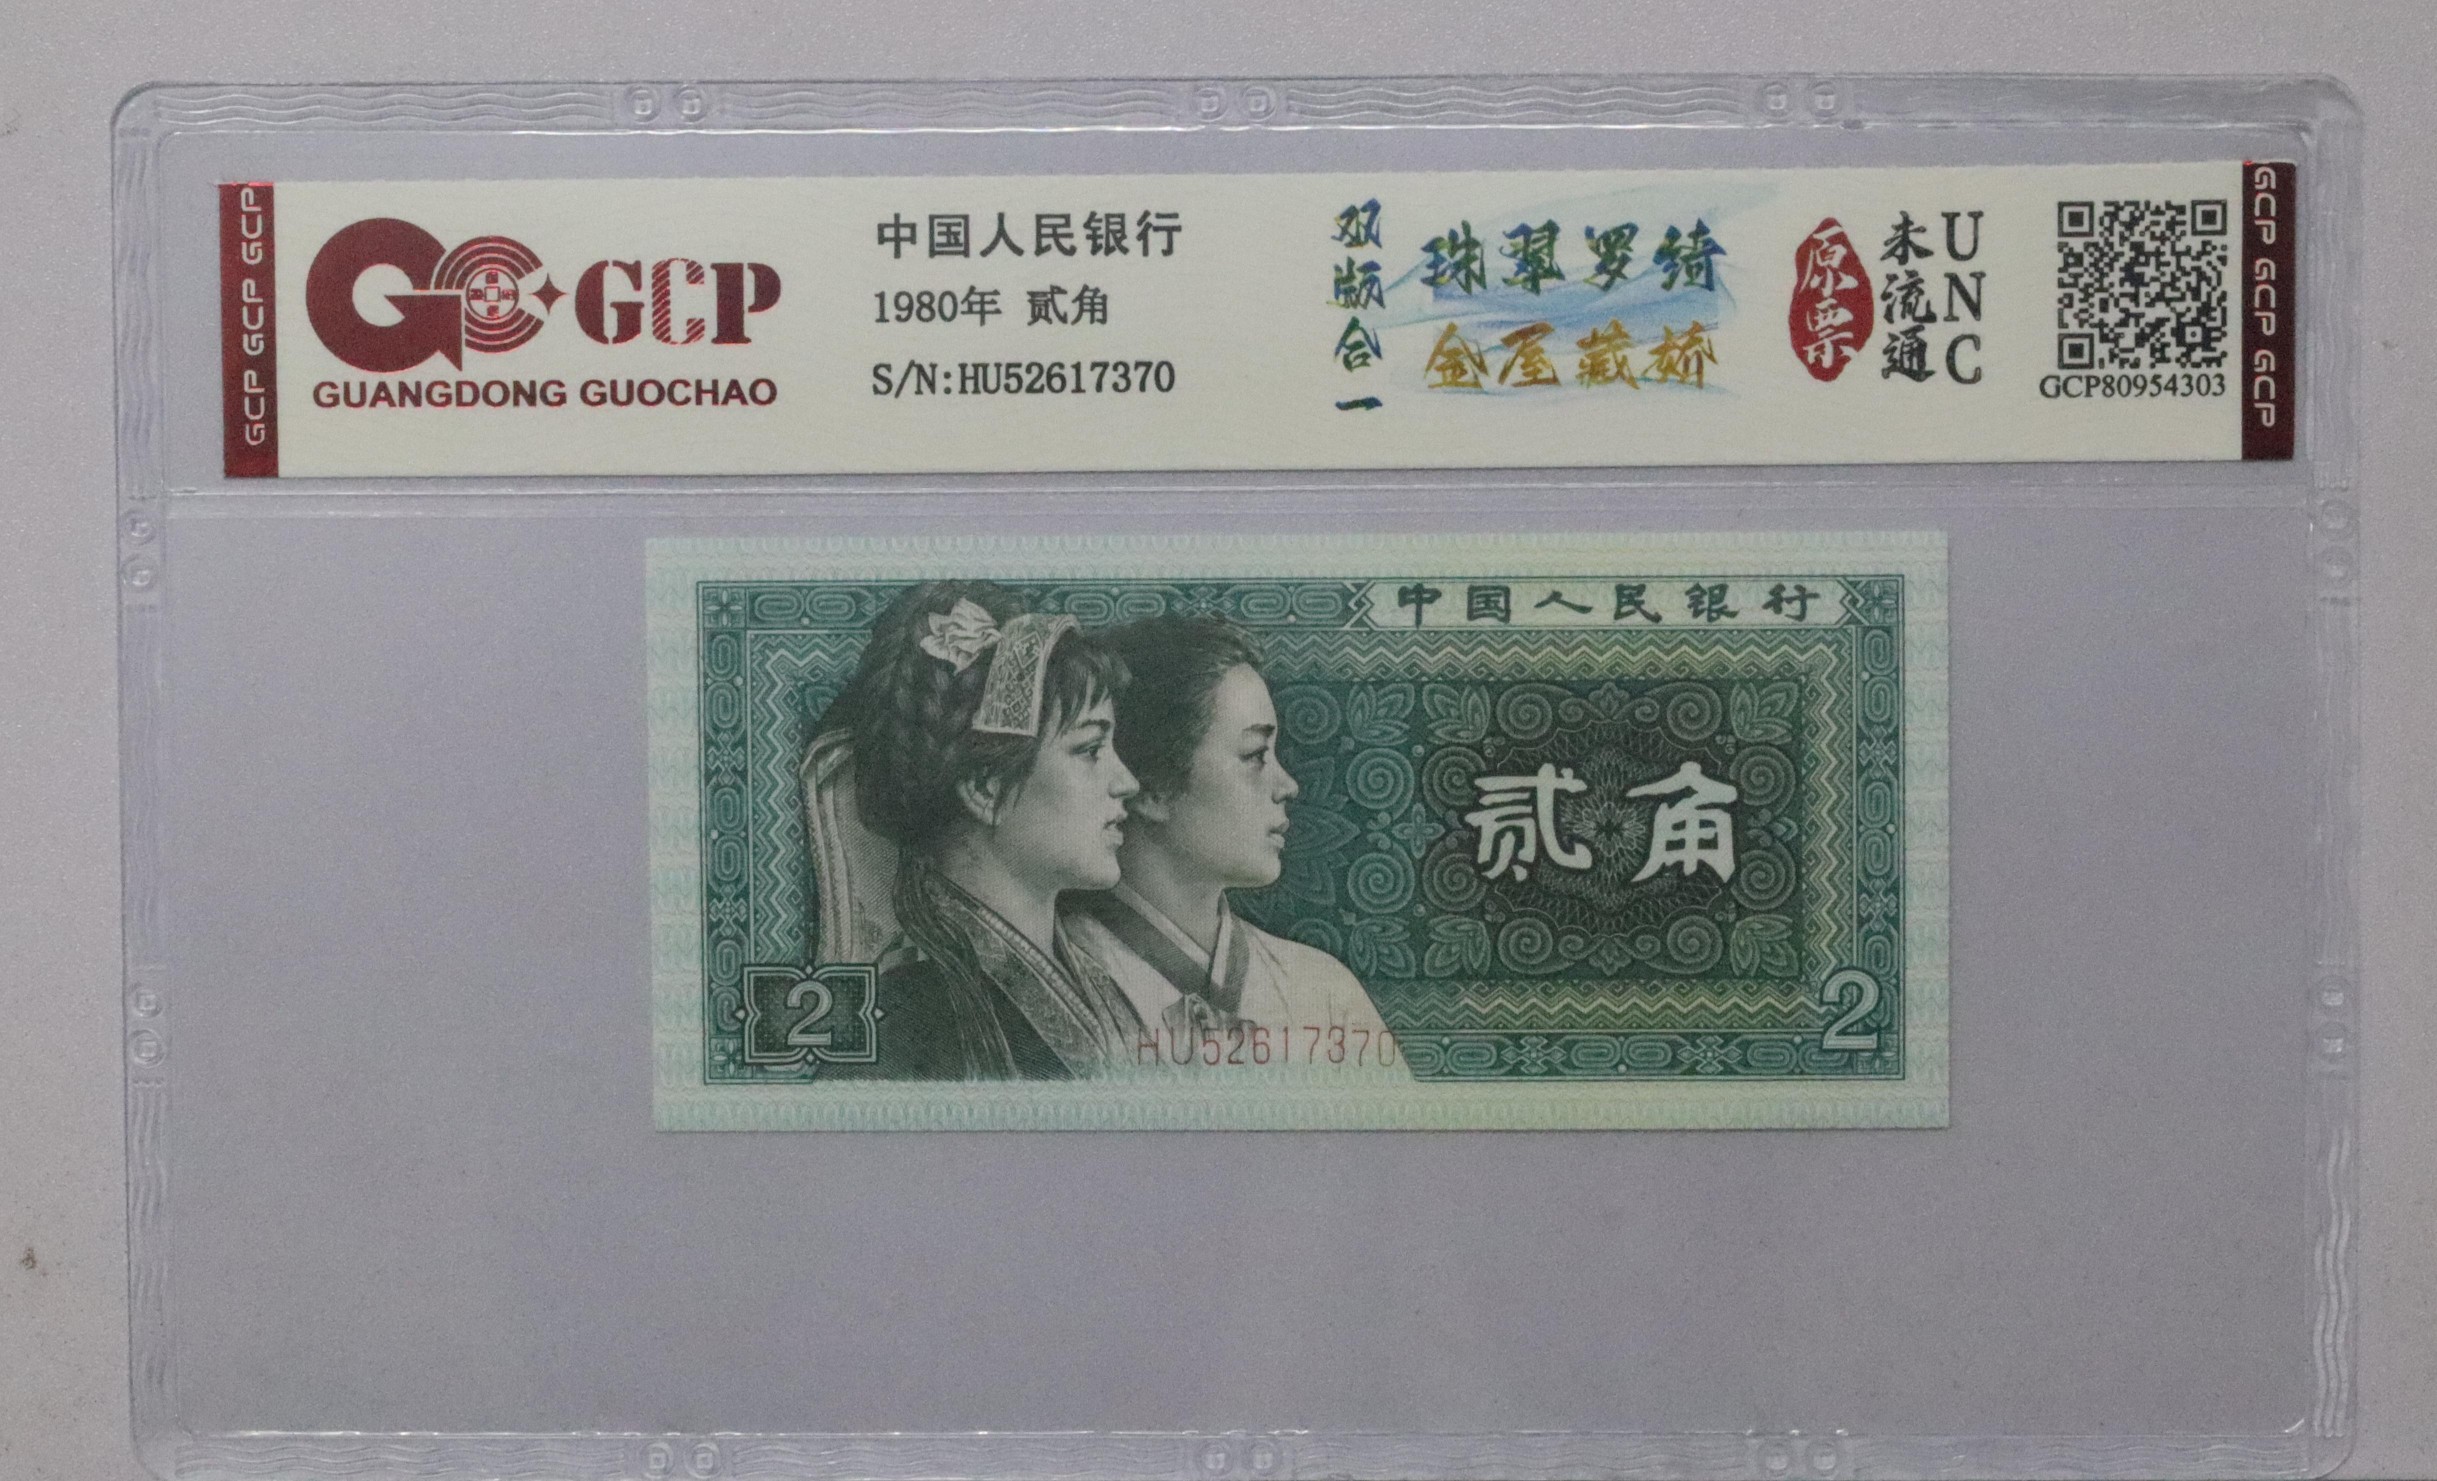 GCP GCP GCP
GCP
GUANGDONG GUOCHAO
中国人民银行
1980年 贰角
S/N:HU52617370
双版合一
珠翠罗绮
金屋藏娇
原票
未流通
UNC
GCP80954303
GCP GCP GCP
中国人民银行
贰角
2
HU52617370
2